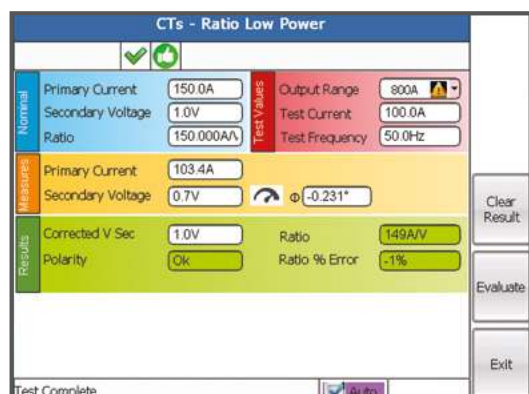 CTs - Ratio Low Power
Nominal
Primary Current 150.0A
Secondary Voltage 1.0V
Ratio 150.000A/V
Test Values
Output Range 800A
Test Current 100.0A
Test Frequency 50.0Hz
Measures
Primary Current 103.4A
Secondary Voltage 0.7V Φ -0.231°
Results
Corrected V Sec 1.0V Ratio 149A/V
Polarity Ok Ratio % Error -1%
Clear
Result
Evaluate
Exit
Test Complete
Auto